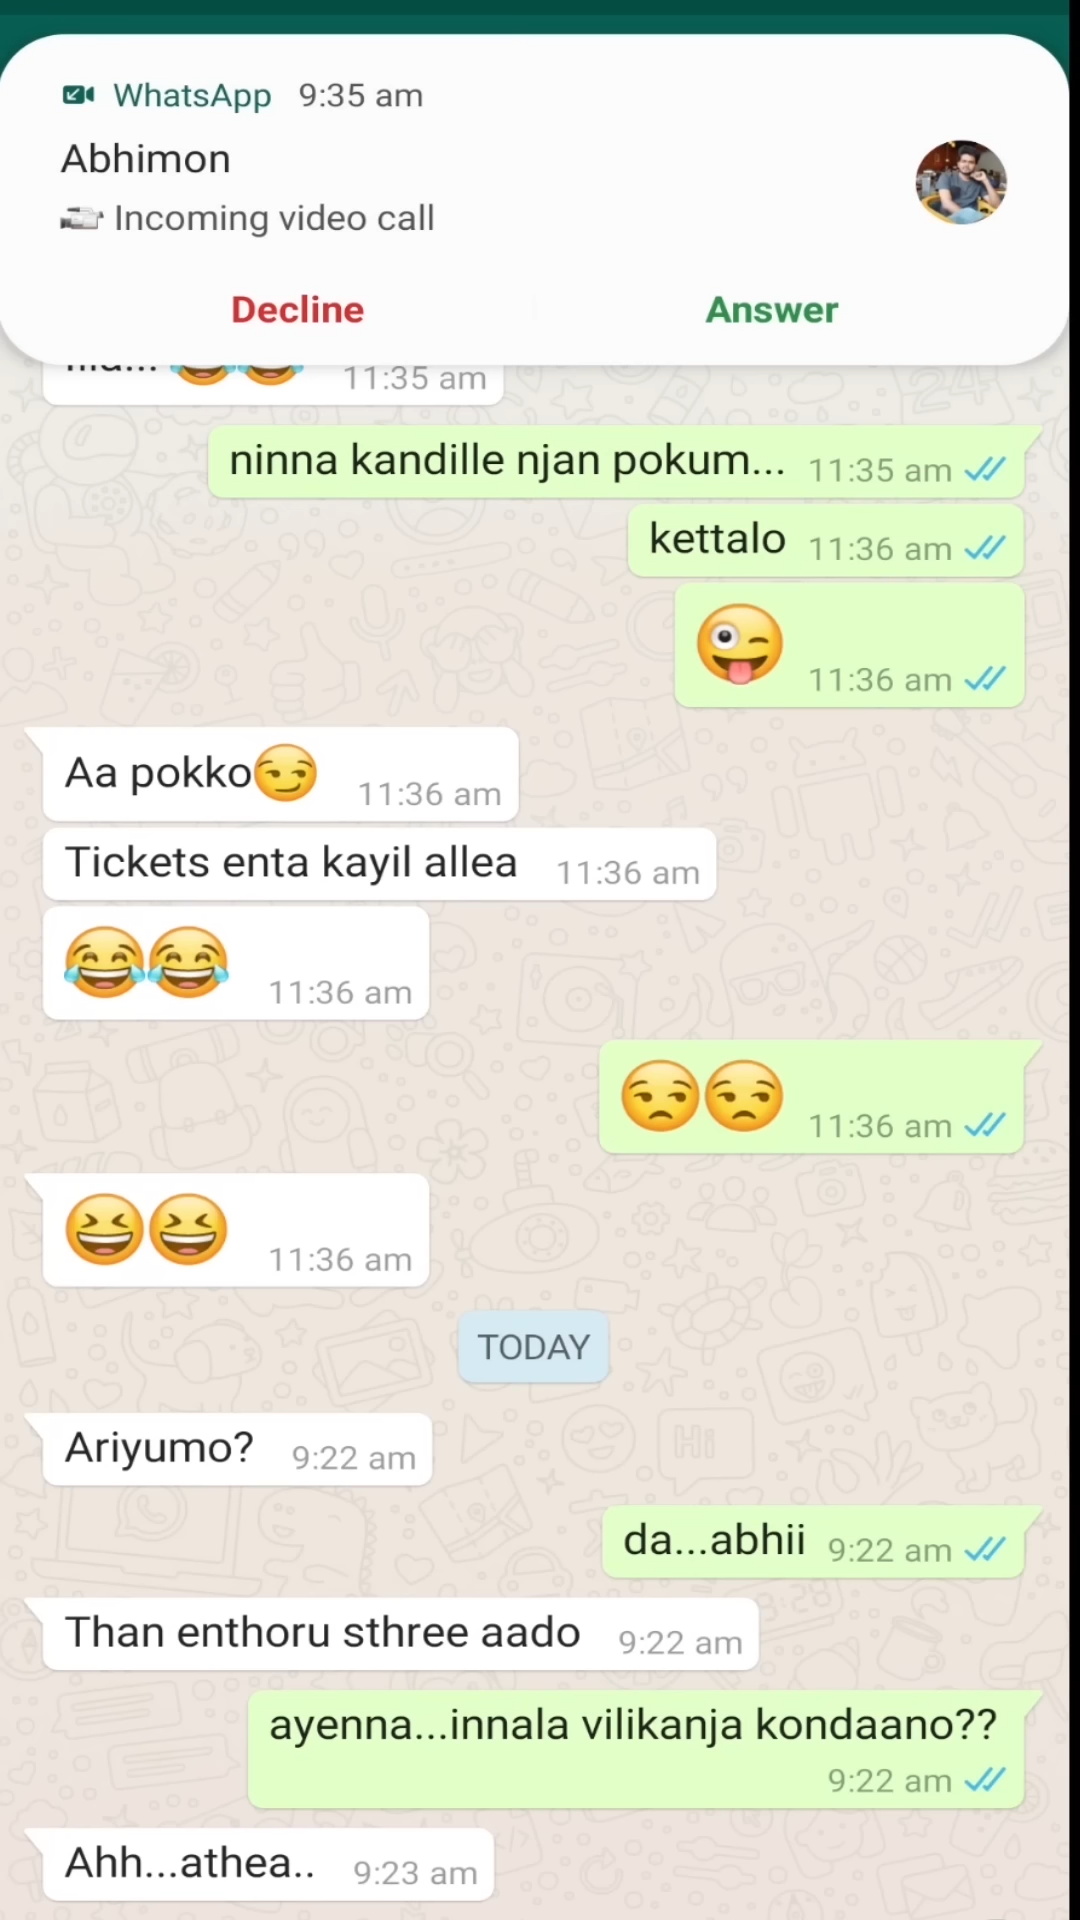 WhatsApp 9:35 am
Abhimon
Incoming video call
Decline Answer
11:35 am
ninna kandille njan pokum... 11:35 am
kettalo 11:36 am
11:36 am
Aa pokko😏 11:36 am
Tickets enta kayil allea 11:36 am
😂😂 11:36 am
😒😒 11:36 am
😆😆 11:36 am
TODAY
Ariyumo? 9:22 am
da...abhii 9:22 am
Than enthoru sthree aado 9:22 am
ayenna...innala vilikanja kondaano??
9:22 am
Ahh...athea.. 9:23 am